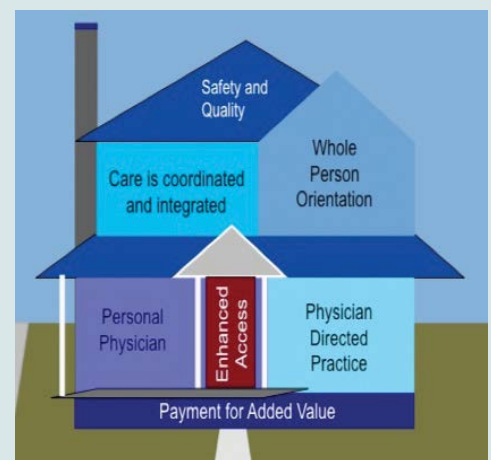 Safety and
Quality
Care is coordinated
and integrated
Whole
Person
Orientation
Personal
Physician
Enhanced
Access
Physician
Directed
Practice
Payment for Added Value